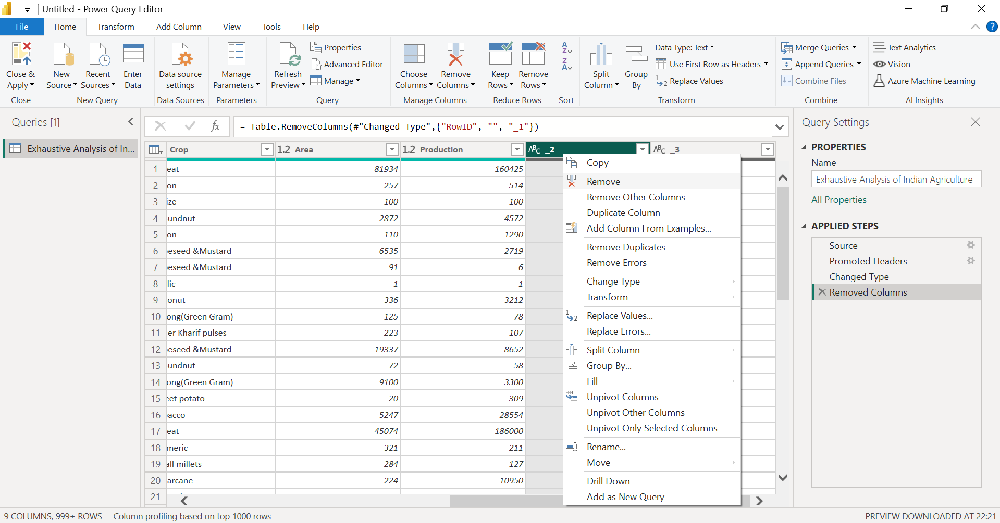 Untitled - Power Query Editor
File Home Transform Add Column View Tools Help
Close & Apply
New Source
Recent Sources
Enter Data
Data source settings
Manage Parameters
Refresh Preview
Properties
Advanced Editor
Manage
Choose Columns
Remove Columns
Keep Rows
Remove Rows
Split Column
Group By
Data Type: Text
Use First Row as Headers
Replace Values
Merge Queries
Append Queries
Combine Files
Text Analytics
Vision
Azure Machine Learning
Close New Query Data Sources Parameters Query Manage Columns Reduce Rows Sort Transform Combine AI Insights
Queries [1]
Exhaustive Analysis of In...
fx = Table.RemoveColumns(#"Changed Type",{"RowID", "", "_1"})
Crop 1.2 Area 1.2 Production ABC _2 ABC _3
1 eat 81934 160425
2 on 257 514
3 ize 100 100
4 undnut 2872 4572
5 on 110 1290
6 eseed &Mustard 6535 2719
7 eseed &Mustard 91 6
8 lic 1 1
9 onut 336 3212
10 ong(Green Gram) 125 78
11 er Kharif pulses 223 107
12 eseed &Mustard 19337 8652
13 undnut 72 58
14 ong(Green Gram) 9100 3300
15 eet potato 20 309
16 acco 5247 28554
17 eat 45074 186000
18 meric 321 211
19 all millets 284 127
20 arcane 224 10950
21
Copy
Remove
Remove Other Columns
Duplicate Column
Add Column From Examples...
Remove Duplicates
Remove Errors
Change Type
Transform
Replace Values...
Replace Errors...
Split Column
Group By...
Fill
Unpivot Columns
Unpivot Other Columns
Unpivot Only Selected Columns
Rename...
Move
Drill Down
Add as New Query
Query Settings
PROPERTIES
Name
Exhaustive Analysis of Indian Agriculture
All Properties
APPLIED STEPS
Source
Promoted Headers
Changed Type
Removed Columns
9 COLUMNS, 999+ ROWS Column profiling based on top 1000 rows
PREVIEW DOWNLOADED AT 22:21